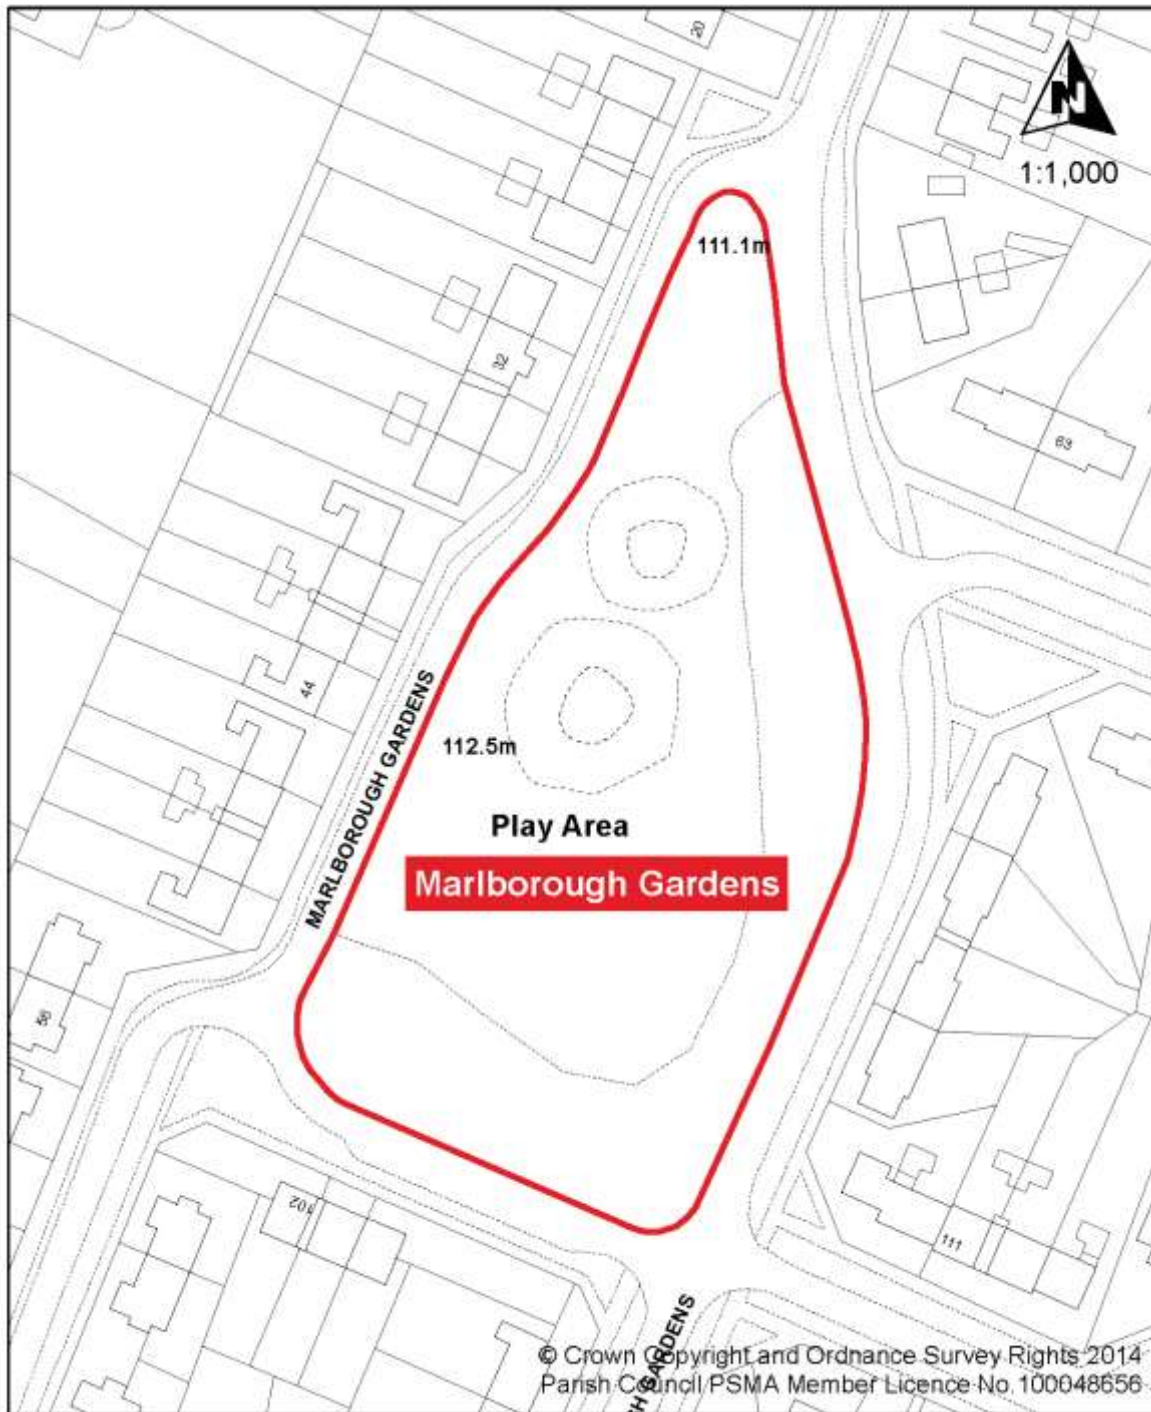 20
N
1:1,000
111.1m
32
63
44
MARLBOROUGH GARDENS
112.5m
Play Area
Marlborough Gardens
56
102
111
H GARDENS
© Crown Copyright and Ordnance Survey Rights 2014
Parish Council PSMA Member Licence No. 100048656